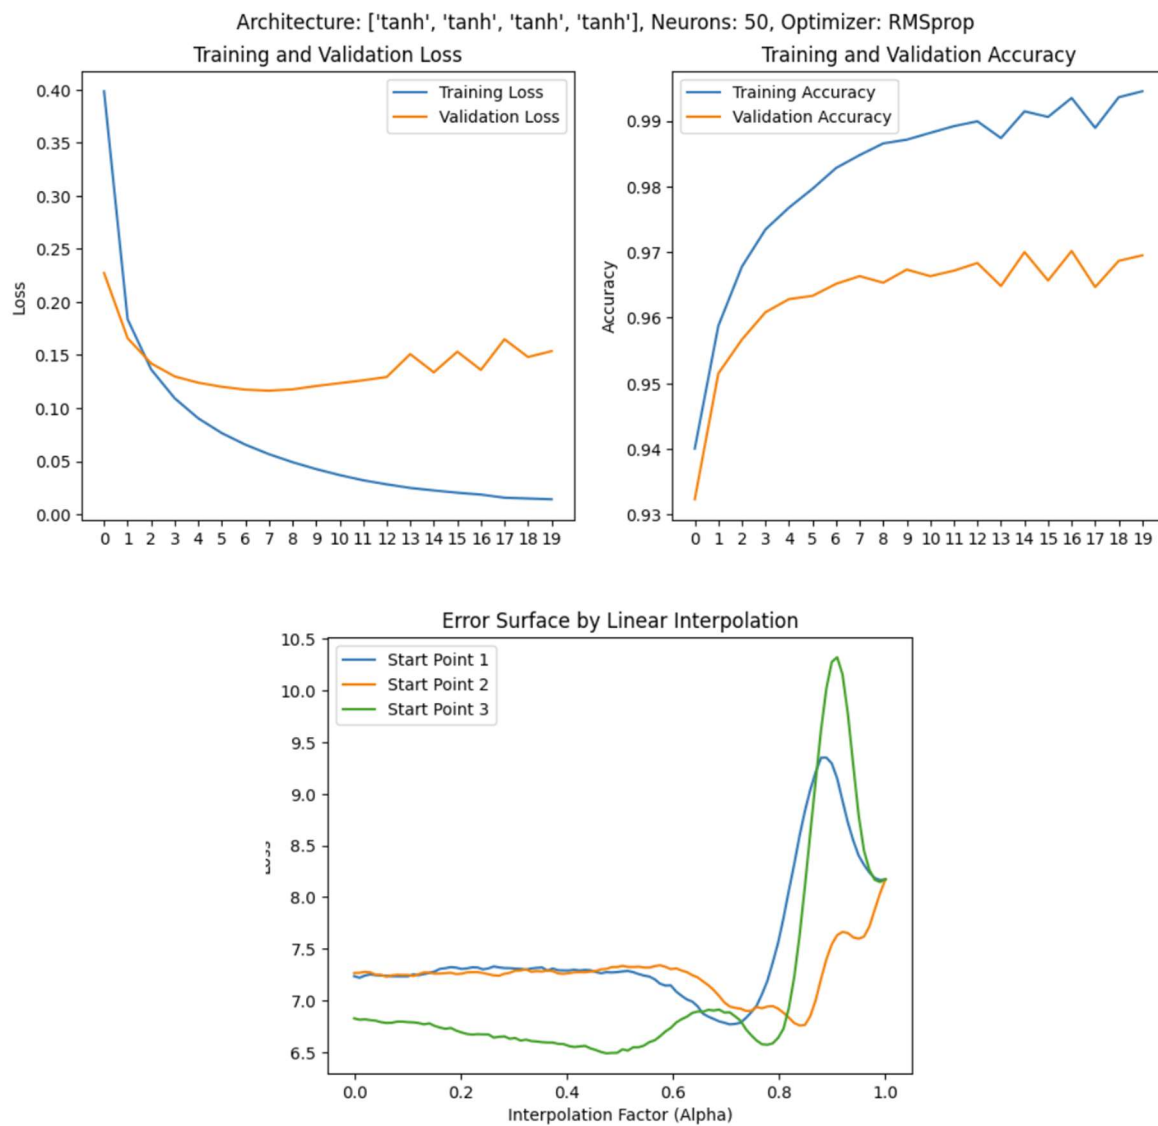 Architecture: ['tanh', 'tanh', 'tanh', 'tanh'], Neurons: 50, Optimizer: RMSprop
Training and Validation Loss
Training Loss
Validation Loss
0.40
0.35
0.30
0.25
0.20
0.15
0.10
0.05
0.00
Loss
0 1 2 3 4 5 6 7 8 9 10 11 12 13 14 15 16 17 18 19
Training and Validation Accuracy
Training Accuracy
Validation Accuracy
0.99
0.98
0.97
0.96
0.95
0.94
0.93
Accuracy
0 1 2 3 4 5 6 7 8 9 10 11 12 13 14 15 16 17 18 19
Error Surface by Linear Interpolation
Start Point 1
Start Point 2
Start Point 3
10.5
10.0
9.5
9.0
8.5
8.0
7.5
7.0
6.5
0.0 0.2 0.4 0.6 0.8 1.0
Interpolation Factor (Alpha)